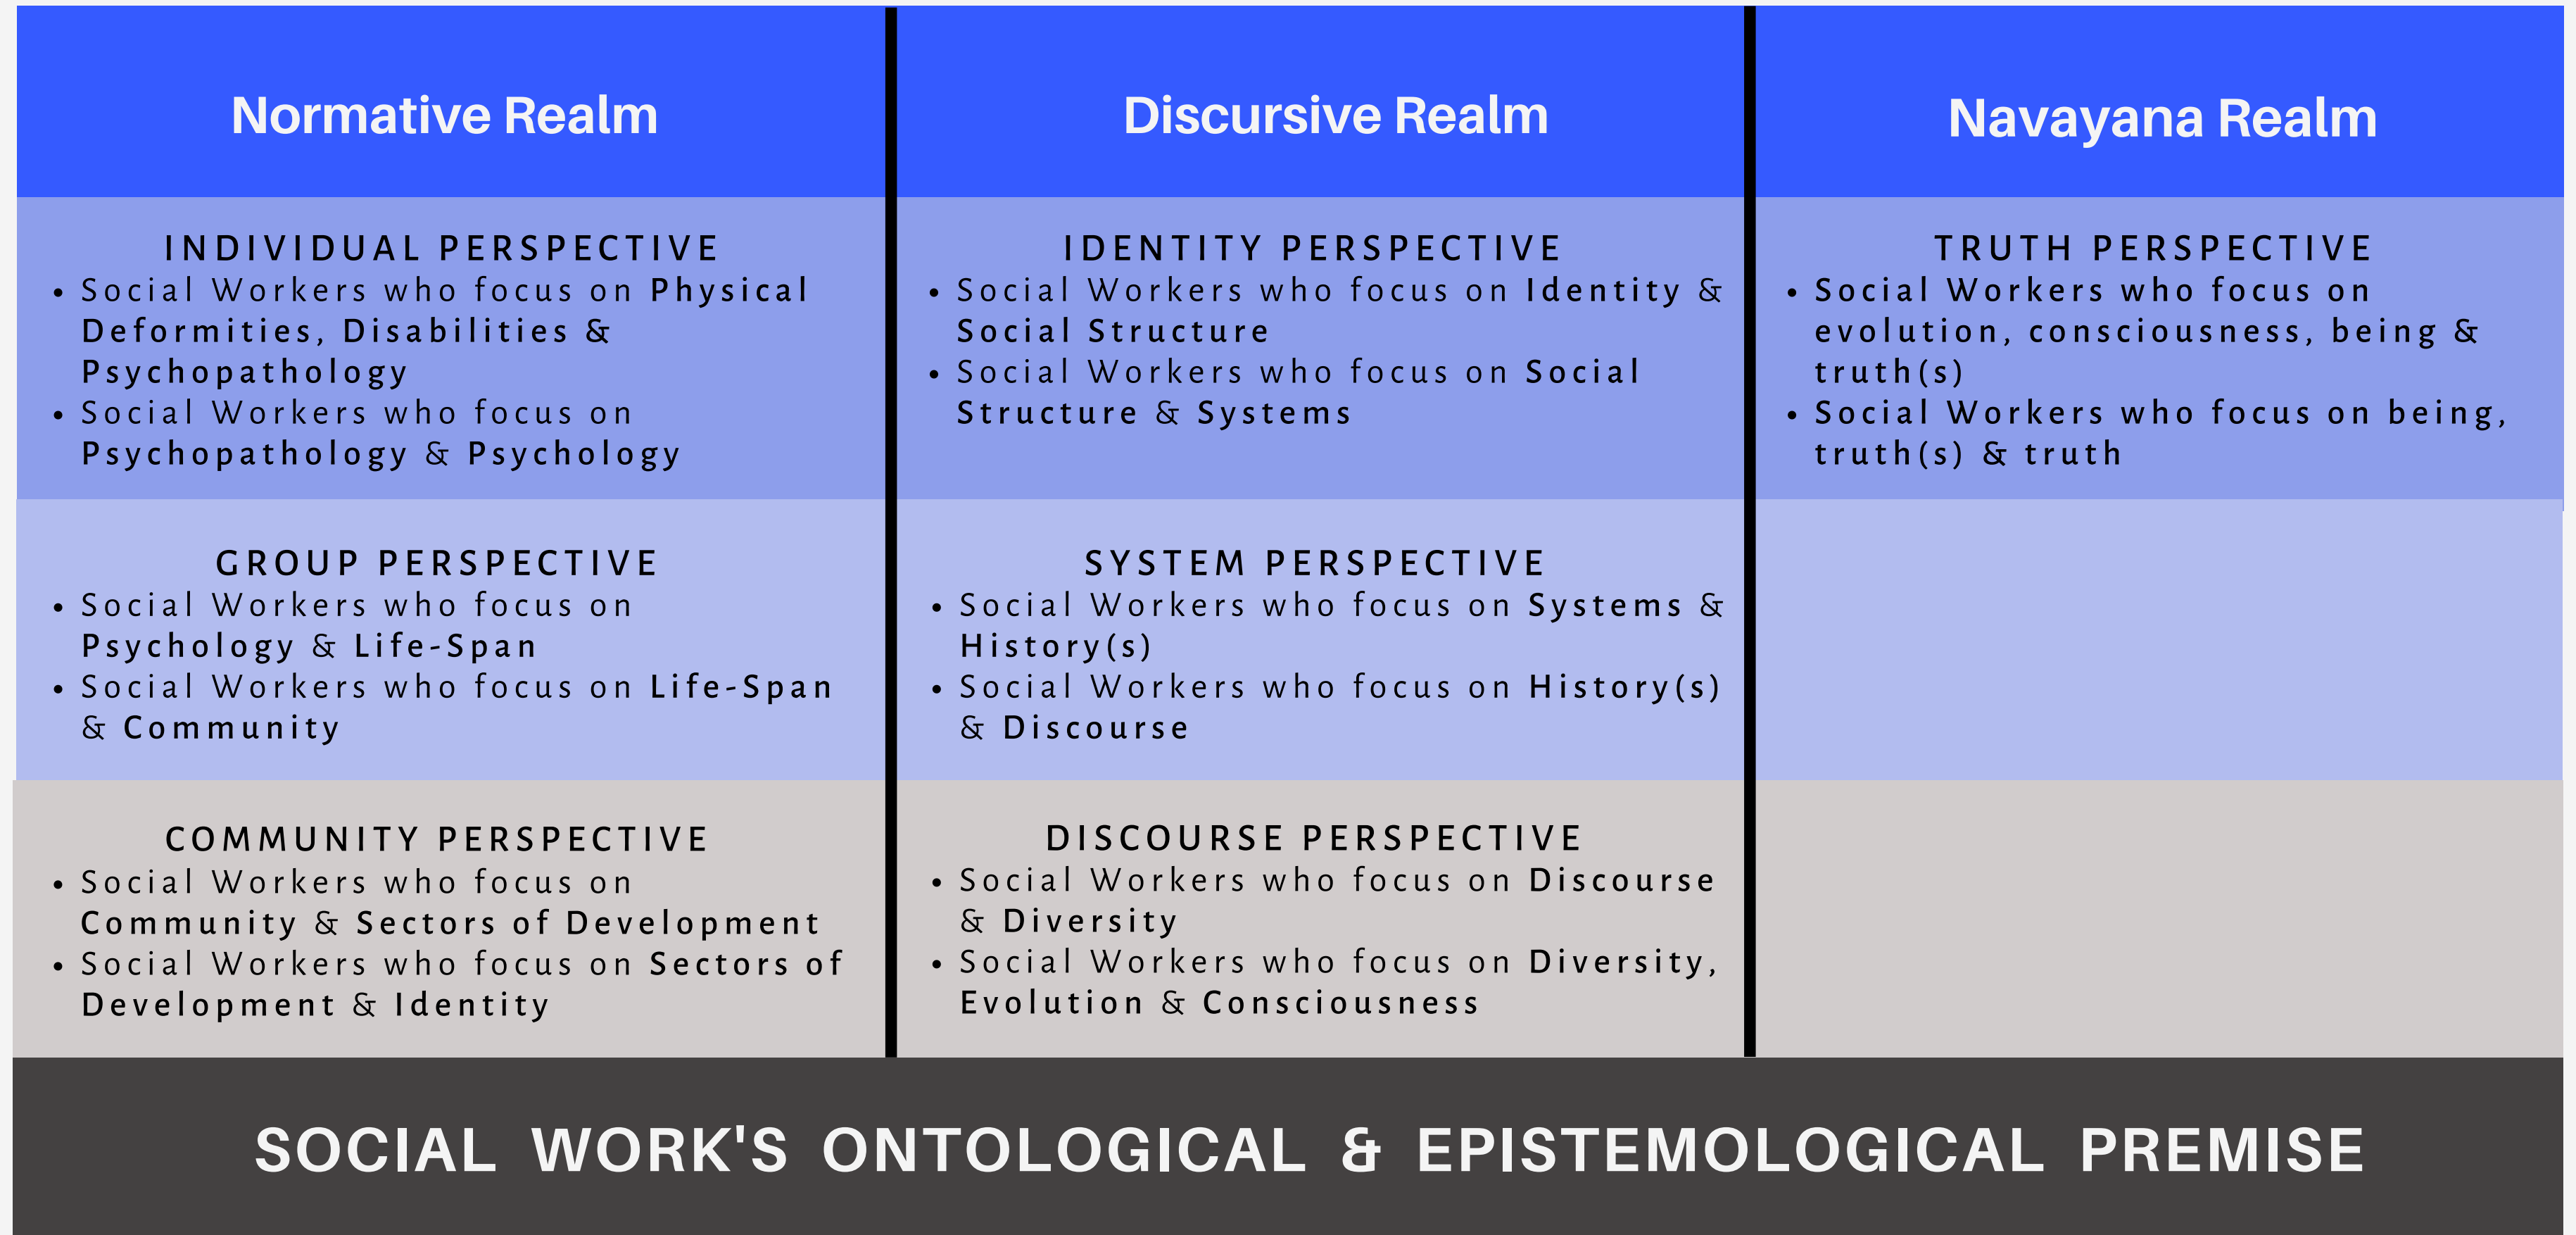 Normative Realm
Discursive Realm
Navayana Realm
INDIVIDUAL PERSPECTIVE
• Social Workers who focus on Physical
Deformities, Disabilities &
Psychopathology
• Social Workers who focus on
Psychopathology & Psychology
IDENTITY PERSPECTIVE
• Social Workers who focus on Identity &
Social Structure
• Social Workers who focus on Social
Structure & Systems
TRUTH PERSPECTIVE
• Social Workers who focus on
evolution, consciousness, being &
truth(s)
• Social Workers who focus on being,
truth(s) & truth
GROUP PERSPECTIVE
• Social Workers who focus on
Psychology & Life-Span
• Social Workers who focus on Life-Span
& Community
SYSTEM PERSPECTIVE
• Social Workers who focus on Systems &
History(s)
• Social Workers who focus on History(s)
& Discourse
COMMUNITY PERSPECTIVE
• Social Workers who focus on
Community & Sectors of Development
• Social Workers who focus on Sectors of
Development & Identity
DISCOURSE PERSPECTIVE
• Social Workers who focus on Discourse
& Diversity
• Social Workers who focus on Diversity,
Evolution & Consciousness
SOCIAL WORK'S ONTOLOGICAL & EPISTEMOLOGICAL PREMISE